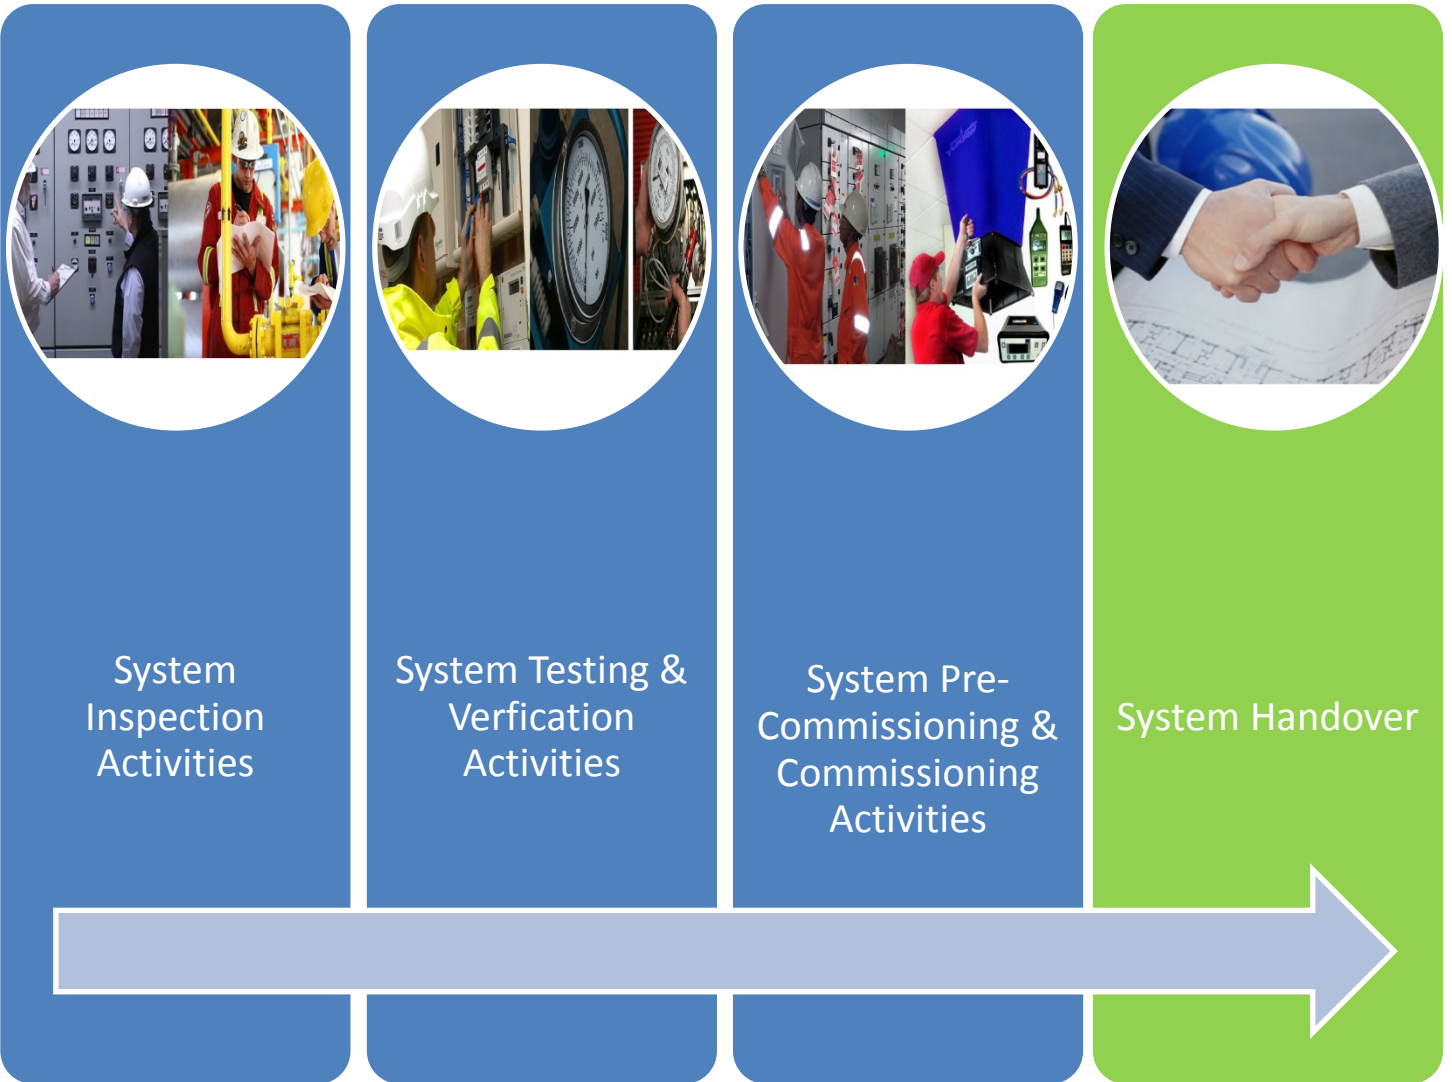 System
Inspection
Activities
System Testing &
Verfication
Activities
System Pre-
Commissioning &
Commissioning
Activities
System Handover